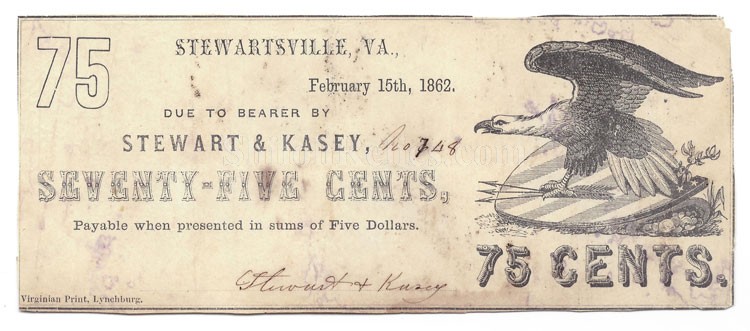 75
STEWARTSVILLE, VA.,
February 15th, 1862.
DUE TO BEARER BY
STEWART & KASEY, No 748
SEVENTY-FIVE CENTS,
Payable when presented in sums of Five Dollars.
75 CENTS.
Stewart & Kasey
Virginian Print, Lynchburg.